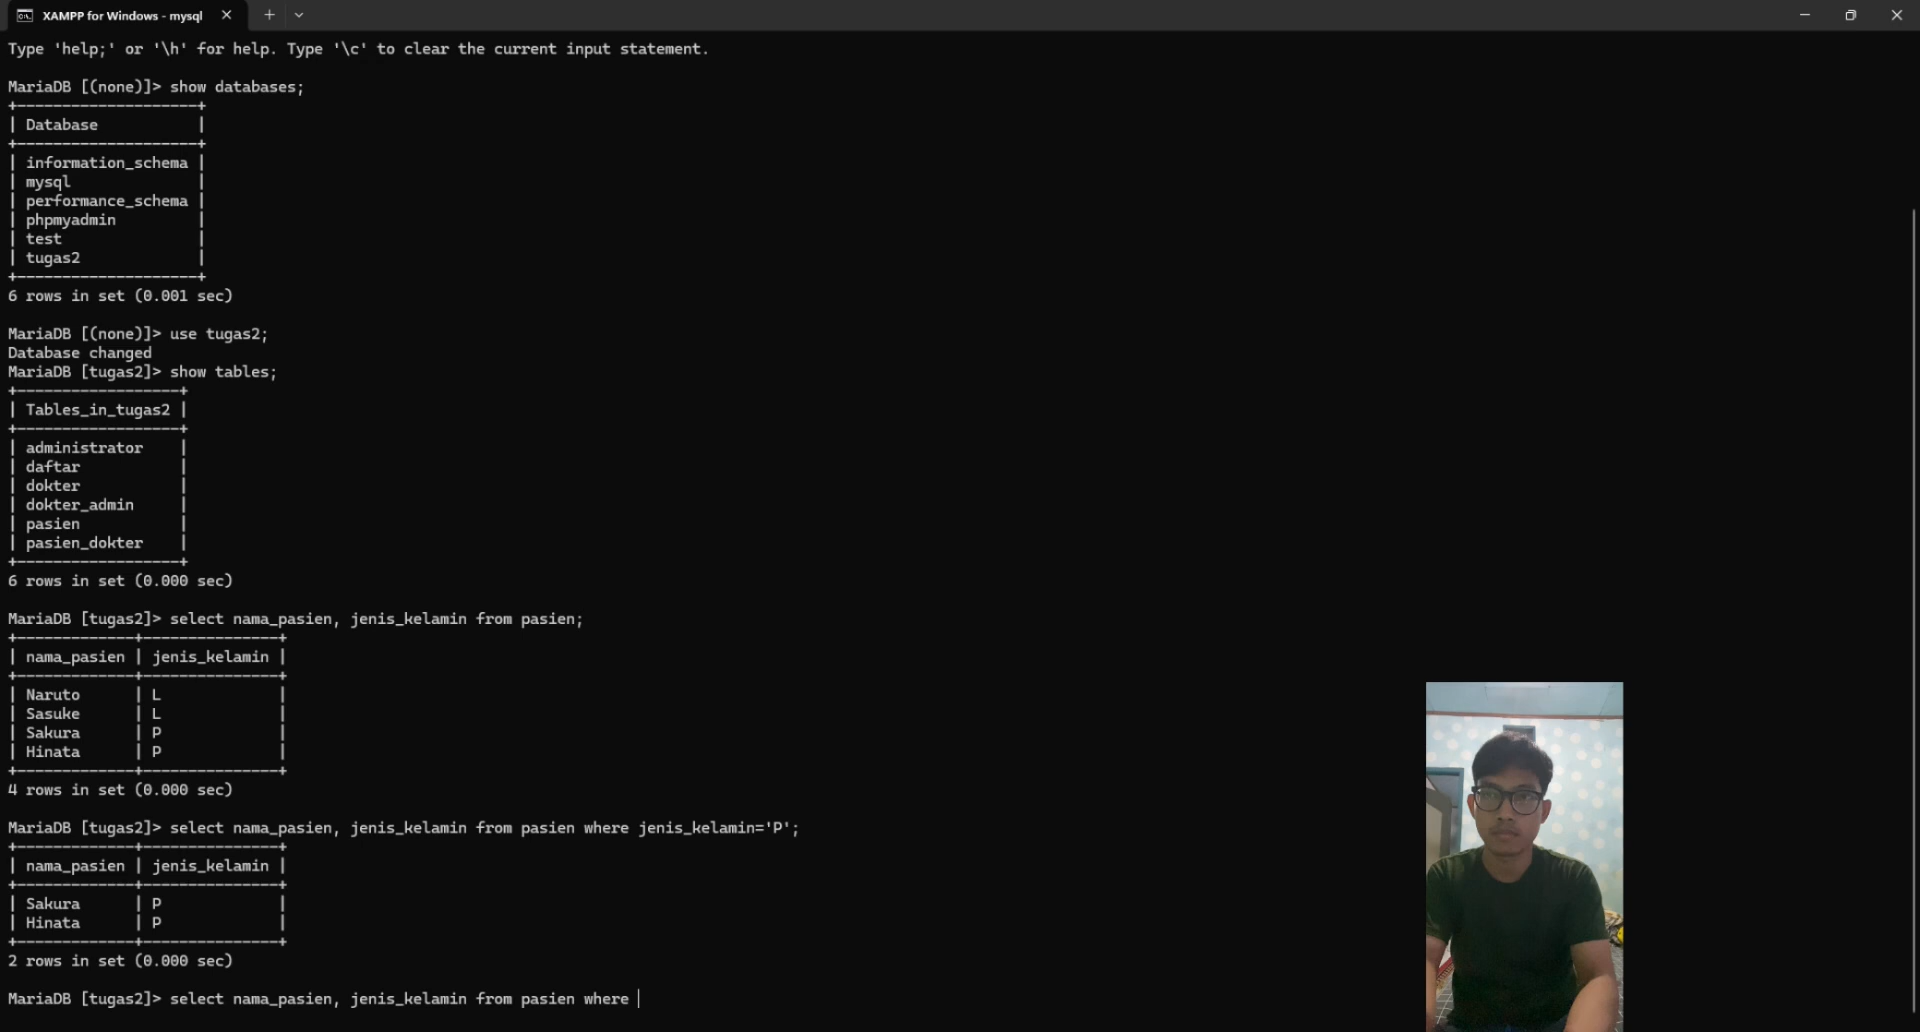 XAMPP for Windows - mysql
Type 'help;' or '\h' for help. Type '\c' to clear the current input statement.
MariaDB [(none)]> show databases;
+--------------------+
| Database           |
+--------------------+
| information_schema |
| mysql              |
| performance_schema |
| phpmyadmin         |
| test               |
| tugas2             |
+--------------------+
6 rows in set (0.001 sec)
MariaDB [(none)]> use tugas2;
Database changed
MariaDB [tugas2]> show tables;
+------------------+
| Tables_in_tugas2 |
+------------------+
| administrator    |
| daftar           |
| dokter           |
| dokter_admin     |
| pasien           |
| pasien_dokter    |
+------------------+
6 rows in set (0.000 sec)
MariaDB [tugas2]> select nama_pasien, jenis_kelamin from pasien;
+-------------+---------------+
| nama_pasien | jenis_kelamin |
+-------------+---------------+
| Naruto      | L             |
| Sasuke      | L             |
| Sakura      | P             |
| Hinata      | P             |
+-------------+---------------+
4 rows in set (0.000 sec)
MariaDB [tugas2]> select nama_pasien, jenis_kelamin from pasien where jenis_kelamin='P';
+-------------+---------------+
| nama_pasien | jenis_kelamin |
+-------------+---------------+
| Sakura      | P             |
| Hinata      | P             |
+-------------+---------------+
2 rows in set (0.000 sec)
MariaDB [tugas2]> select nama_pasien, jenis_kelamin from pasien where